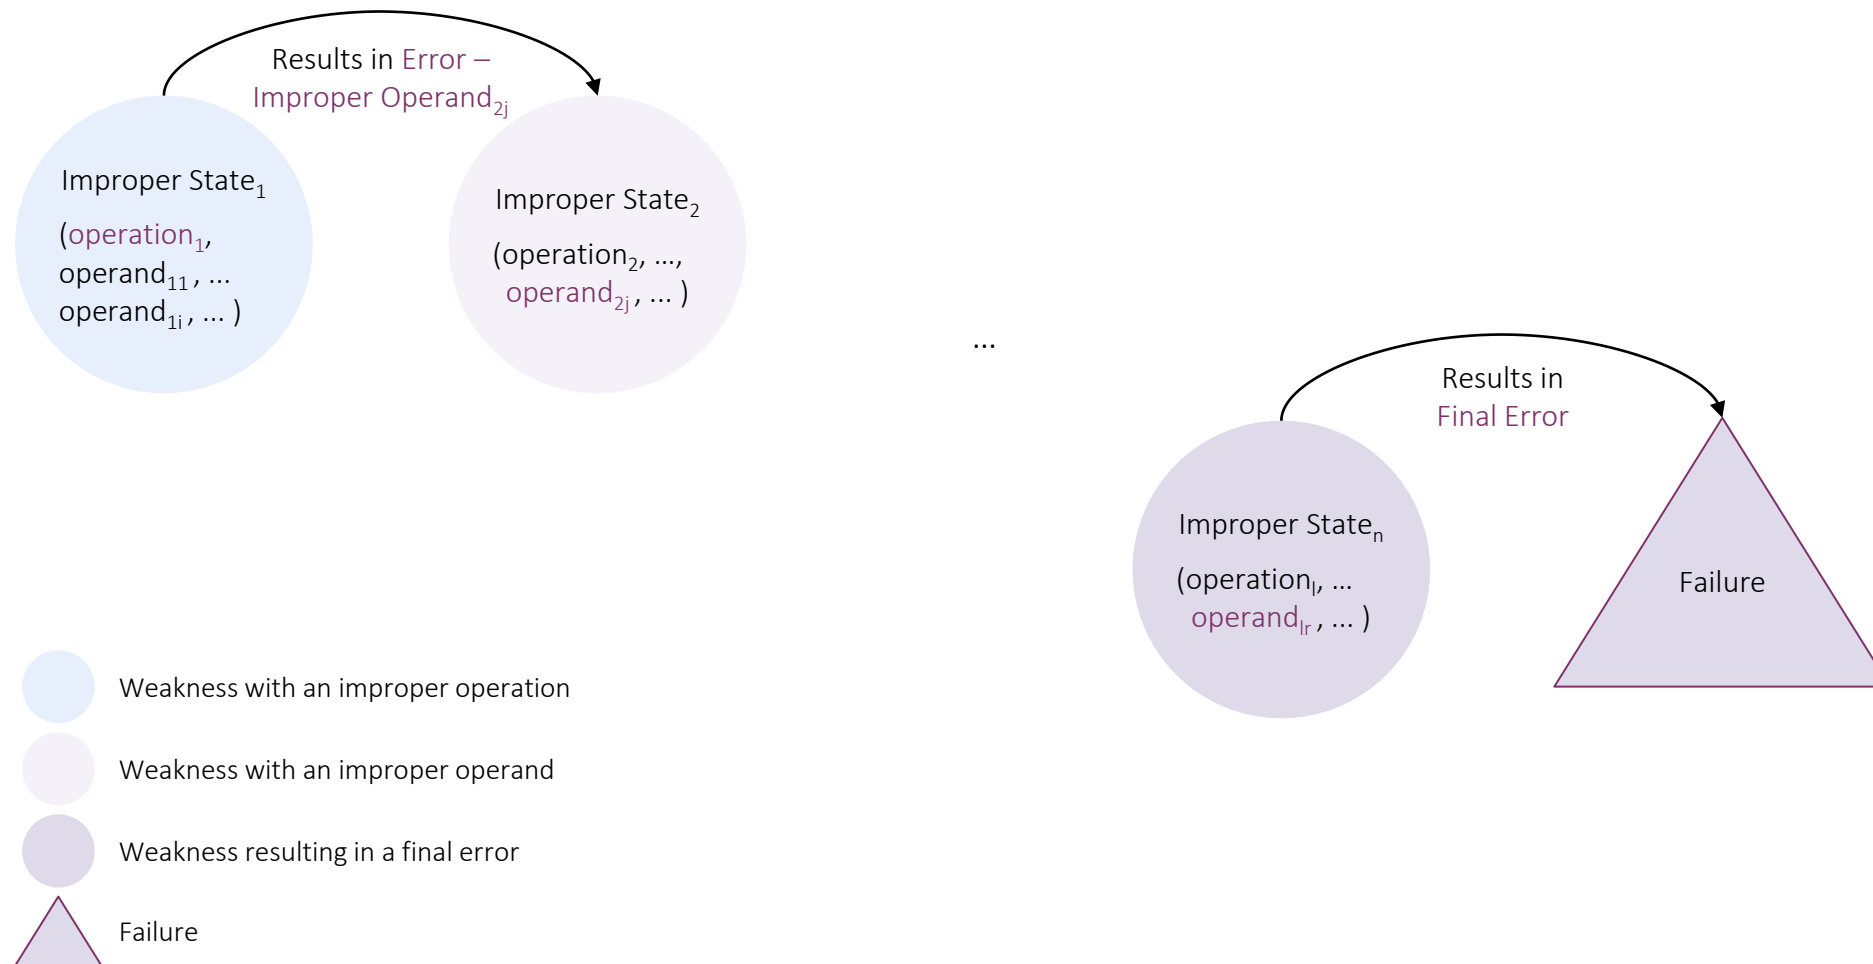 Results in Error –
Improper Operand₂ⱼ
Improper State₁
(operation₁,
operand₁₁, ...
operand₁ᵢ, ... )
Improper State₂
(operation₂, ...,
operand₂ⱼ, ... )
...
Results in
Final Error
Improper Stateₙ
(operationₗ, ...
operandₗᵣ, ... )
Failure
Weakness with an improper operation
Weakness with an improper operand
Weakness resulting in a final error
Failure